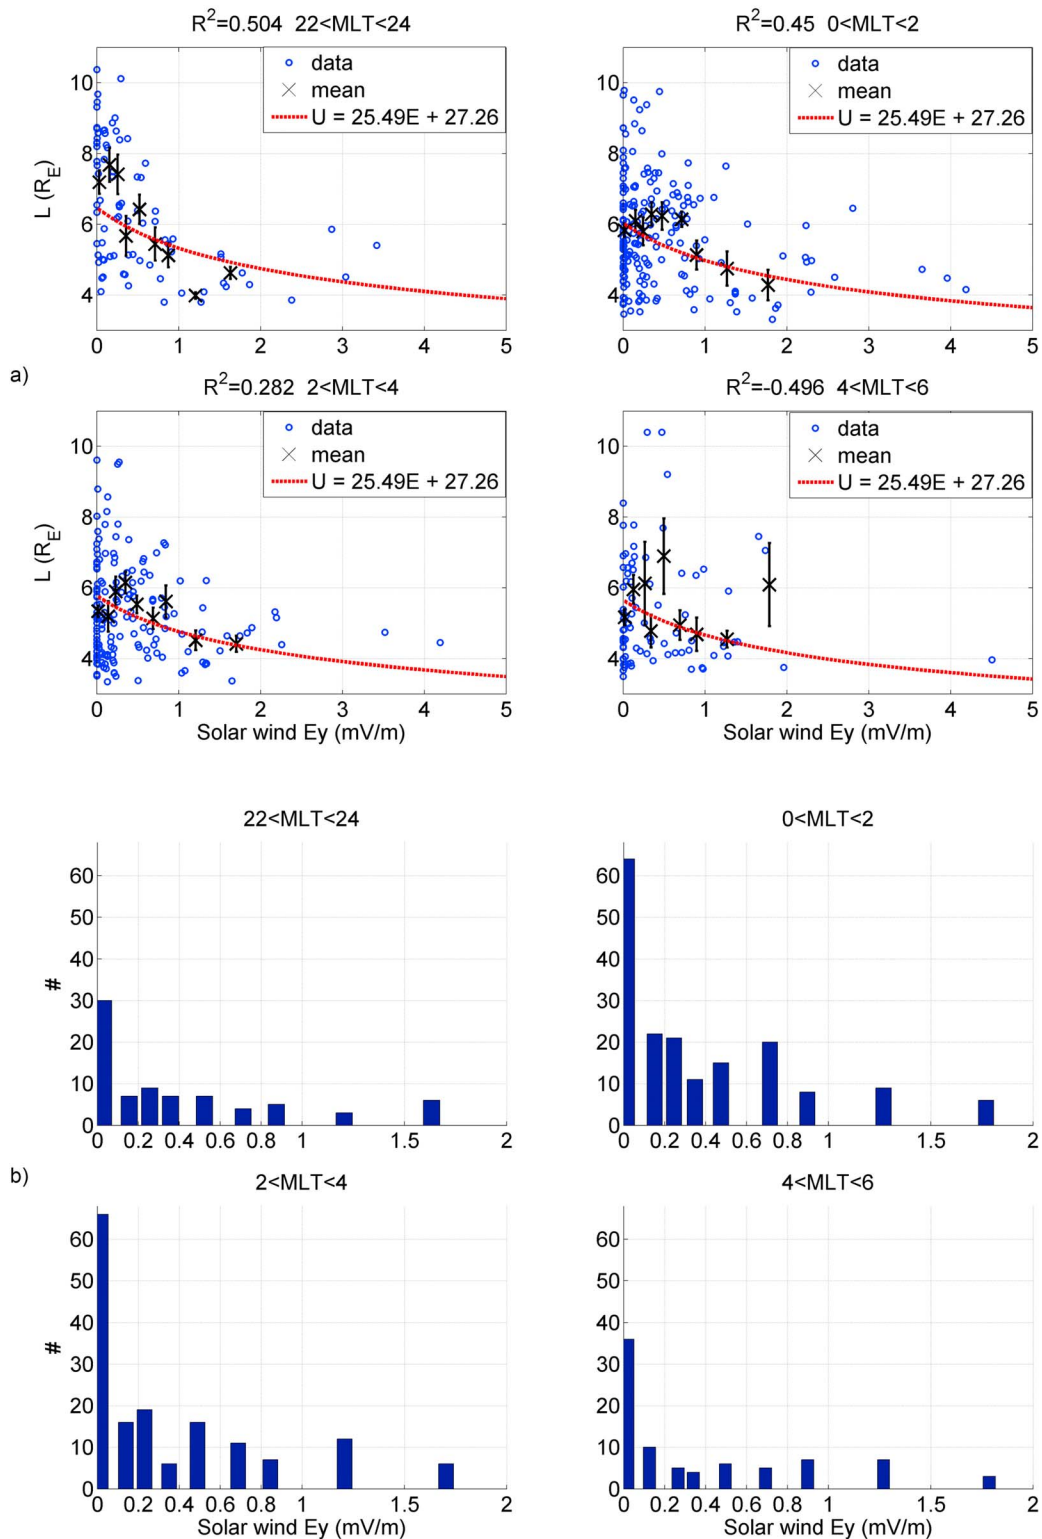 R²=0.504 22<MLT<24
R²=0.45 0<MLT<2
data
mean
U = 25.49E + 27.26
data
mean
U = 25.49E + 27.26
L (R_E)
10
8
6
4
0 1 2 3 4 5
10
8
6
4
0 1 2 3 4 5
a)
R²=0.282 2<MLT<4
R²=-0.496 4<MLT<6
data
mean
U = 25.49E + 27.26
data
mean
U = 25.49E + 27.26
L (R_E)
10
8
6
4
0 1 2 3 4 5
10
8
6
4
0 1 2 3 4 5
Solar wind Ey (mV/m)
Solar wind Ey (mV/m)
22<MLT<24
0<MLT<2
#
60
50
40
30
20
10
0
0 0.2 0.4 0.6 0.8 1 1.5 2
60
50
40
30
20
10
0
0 0.2 0.4 0.6 0.8 1 1.5 2
b)
2<MLT<4
4<MLT<6
#
60
50
40
30
20
10
0
0 0.2 0.4 0.6 0.8 1 1.5 2
60
50
40
30
20
10
0
0 0.2 0.4 0.6 0.8 1 1.5 2
Solar wind Ey (mV/m)
Solar wind Ey (mV/m)